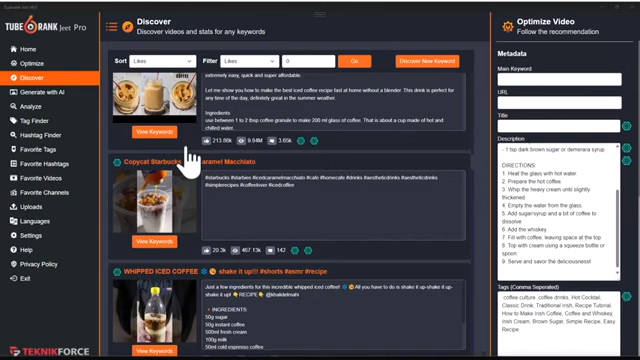 Tuberank Jeet Pro
TUBE RANK Jeet Pro
Home
Optimize
Discover
Generate with AI
Analyze
Tag Finder
Hashtag Finder
Favorite Tags
Favorite Hashtags
Favorite Videos
Favorite Channels
Uploads
Languages
Settings
Help
Privacy Policy
Exit
TEKNIKFORCE
Discover
Discover videos and stats for any keywords
Sort Likes Filter Likes 0 Go Discover New Keyword
extremely easy, quick and super affordable.
Let me show you how to make the best iced coffee recipe fast at home without a blender. This drink is perfect for
any time of the day, definitely great in the summer weather.
Ingredients
use between 1 to 2 tbsp coffee granule to make 200 ml glass of coffee. That is about a cup made of hot and
chilled water.
View Keywords 213.88k 9.84M 3.65k
Copycat Starbucks Caramel Macchiato
#starbucks #starbies #icedcaramelmacchiato #cafe #homecafe #drinks #aestheticdrinks #aestheticdrinks
#simplerecipes #coffeelover #icedcoffee
View Keywords 20.3k 467.13k 142
WHIPPED ICED COFFEE shake it up!!! #shorts #asmr #recipe
Just a few ingredients for this incredible whipped iced coffee! All you have to do is shake it up-shake it up-
shake it up! RECIPE @khalidelmahi
INGREDIENTS:
50g sugar
50g instant coffee
500ml fresh cream
100g milk
50ml cold espresso coffee
View Keywords
Optimize Video
Follow the recommendation
Metadata
Main Keyword
URL
Title
Description
- 1 tsp dark brown sugar or demerara syrup.
DIRECTIONS:
1 Heat the glass with hot water.
2. Prepare the hot coffee.
3. Whip the heavy cream until slightly
thickened.
4. Empty the water from the glass.
5. Add sugar/syrup and a bit of coffee to
dissolve.
6. Add the whiskey.
7. Fill with coffee, leaving space at the top
8. Top with cream using a squeeze bottle or
spoon.
9. Serve and savor the deliciousness!
Tags (Comma Seperated)
coffee culture, coffee drinks, Hot Cocktail,
Classic Drink, Traditional Irish, Recipe Tutorial,
How to Make Irish Coffee, Coffee and Whiskey,
Irish Cream, Brown Sugar, Simple Recipe, Easy
Recipe